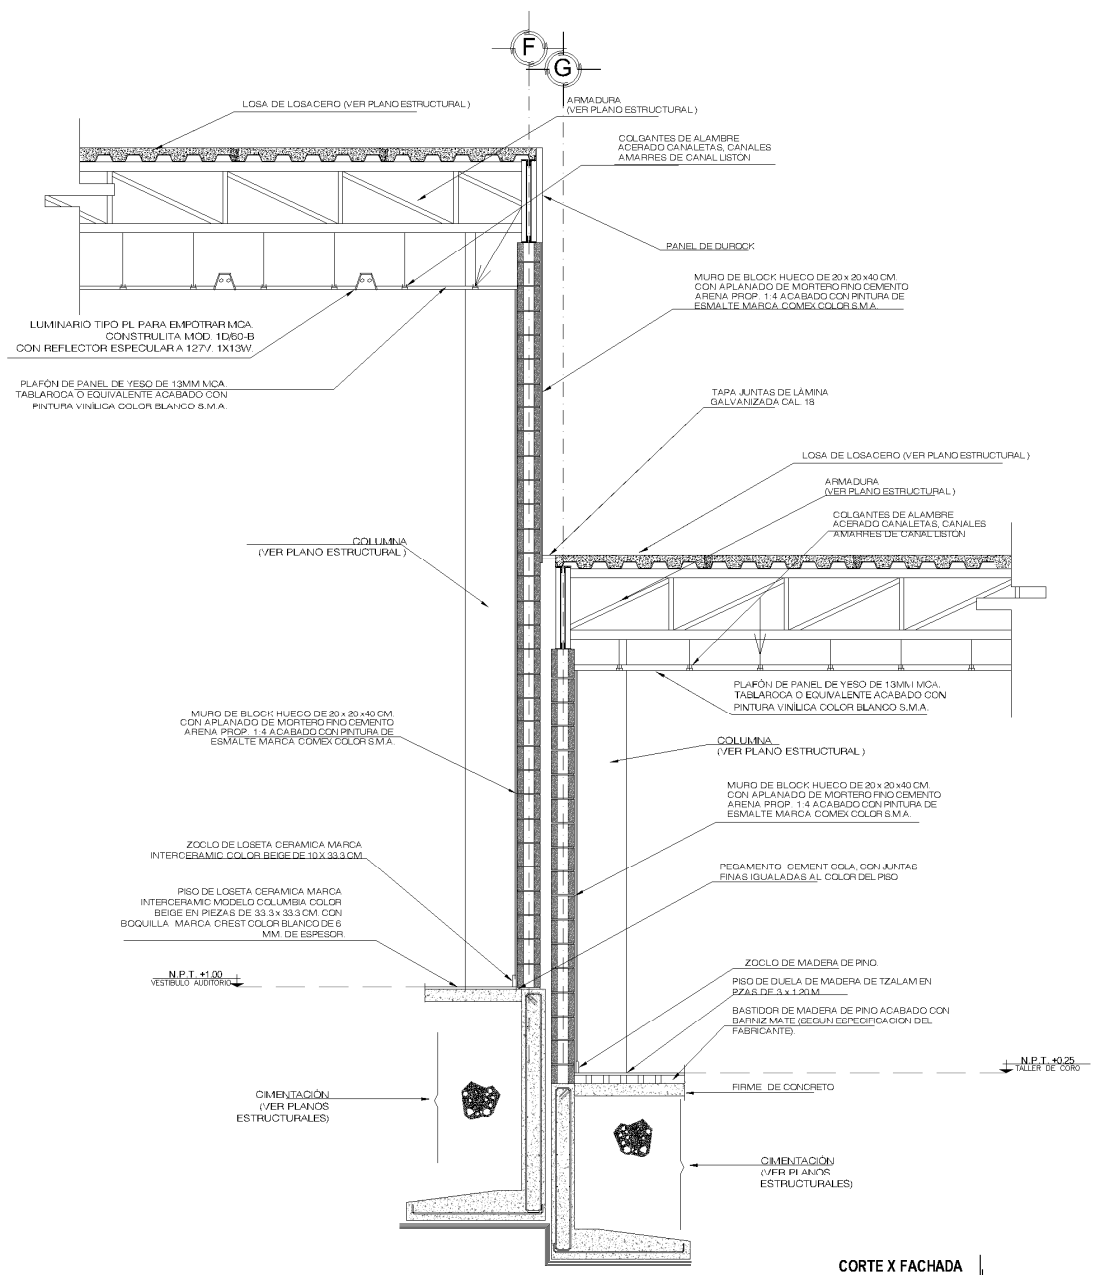 F
G
LOSA DE LOSACERO (VER PLANO ESTRUCTURAL)
ARMADURA
(VER PLANO ESTRUCTURAL)
COLGANTES DE ALAMBRE
ACERADO CANALETAS, CANALES
AMARRES DE CANAL LISTON
PANEL DE DUROCK
MURO DE BLOCK HUECO DE 20 x 20 x40 CM.
CON APLANADO DE MORTERO FINO CEMENTO
ARENA PROP. 1:4 ACABADO CON PINTURA DE
ESMALTE MARCA COMEX COLOR S.M.A.
LUMINARIO TIPO PL PARA EMPOTRAR MCA.
CONSTRULITA MOD. 1D/60-B
CON REFLECTOR ESPECULAR A 127V. 1X13W.
PLAFÓN DE PANEL DE YESO DE 13MM MCA.
TABLAROCA O EQUIVALENTE ACABADO CON
PINTURA VINÍLICA COLOR BLANCO S.M.A.
TAPA JUNTAS DE LÁMINA
GALVANIZADA CAL. 18
LOSA DE LOSACERO (VER PLANO ESTRUCTURAL)
ARMADURA
(VER PLANO ESTRUCTURAL)
COLGANTES DE ALAMBRE
ACERADO CANALETAS, CANALES
AMARRES DE CANAL LISTON
COLUMNA
(VER PLANO ESTRUCTURAL)
PLAFÓN DE PANEL DE YESO DE 13MM MCA.
TABLAROCA O EQUIVALENTE ACABADO CON
PINTURA VINÍLICA COLOR BLANCO S.M.A.
MURO DE BLOCK HUECO DE 20 x 20 x40 CM.
CON APLANADO DE MORTERO FINO CEMENTO
ARENA PROP. 1:4 ACABADO CON PINTURA DE
ESMALTE MARCA COMEX COLOR S.M.A.
COLUMNA
(VER PLANO ESTRUCTURAL)
MURO DE BLOCK HUECO DE 20 x 20 x40 CM.
CON APLANADO DE MORTERO FINO CEMENTO
ARENA PROP. 1:4 ACABADO CON PINTURA DE
ESMALTE MARCA COMEX COLOR S.M.A.
ZOCLO DE LOSETA CERAMICA MARCA
INTERCERAMIC COLOR BEIGE DE 10 X 33.3 CM
PEGAMENTO CEMENT COLA, CON JUNTAS
FINAS IGUALADAS AL COLOR DEL PISO
PISO DE LOSETA CERAMICA MARCA
INTERCERAMIC MODELO COLUMBIA COLOR
BEIGE EN PIEZAS DE 33.3 x 33.3 CM. CON
BOQUILLA MARCA CREST COLOR BLANCO DE 6
MM. DE ESPESOR.
N.P.T. +1.00
VESTIBULO AUDITORIO
ZOCLO DE MADERA DE PINO.
PISO DE DUELA DE MADERA DE TZALAM EN
PZAS DE 3 x 1.20 M.
BASTIDOR DE MADERA DE PINO ACABADO CON
BARNIZ MATE (SEGUN ESPECIFICACION DEL
FABRICANTE).
N.P.T. +0.25
TALLER DE CORO
FIRME DE CONCRETO
CIMENTACIÓN
(VER PLANOS
ESTRUCTURALES)
CIMENTACIÓN
(VER PLANOS
ESTRUCTURALES)
CORTE X FACHADA